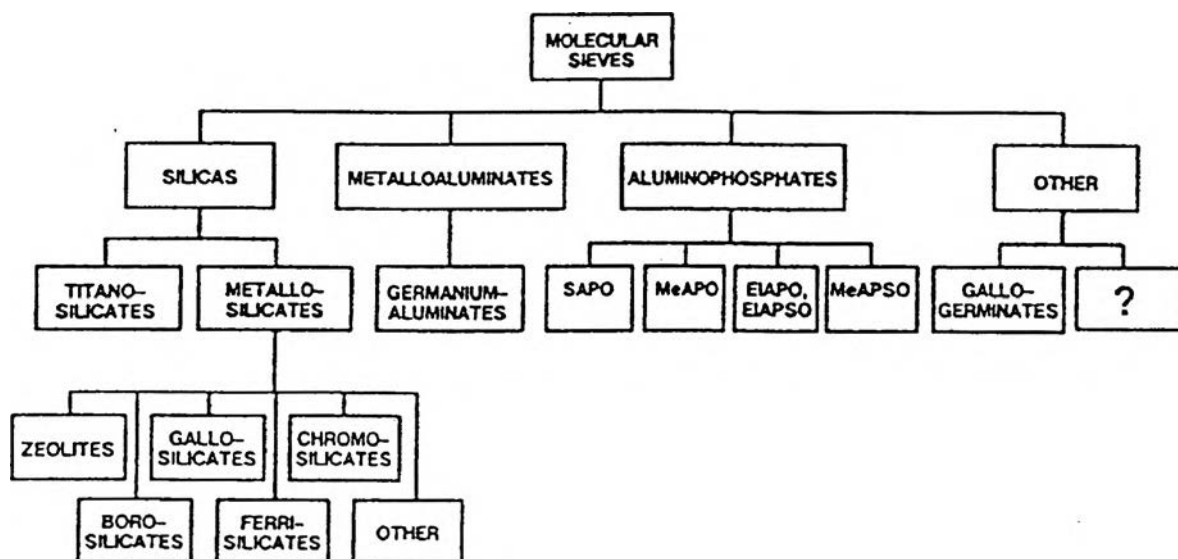 MOLECULAR
SIEVES
SILICAS
METALLOALUMINATES
ALUMINOPHOSPHATES
OTHER
TITANO-
SILICATES
METALLO-
SILICATES
GERMANIUM-
ALUMINATES
SAPO
MeAPO
ElAPO,
ElAPSO
MeAPSO
GALLO-
GERMINATES
?
ZEOLITES
GALLO-
SILICATES
CHROMO-
SILICATES
BORO-
SILICATES
FERRI-
SILICATES
OTHER